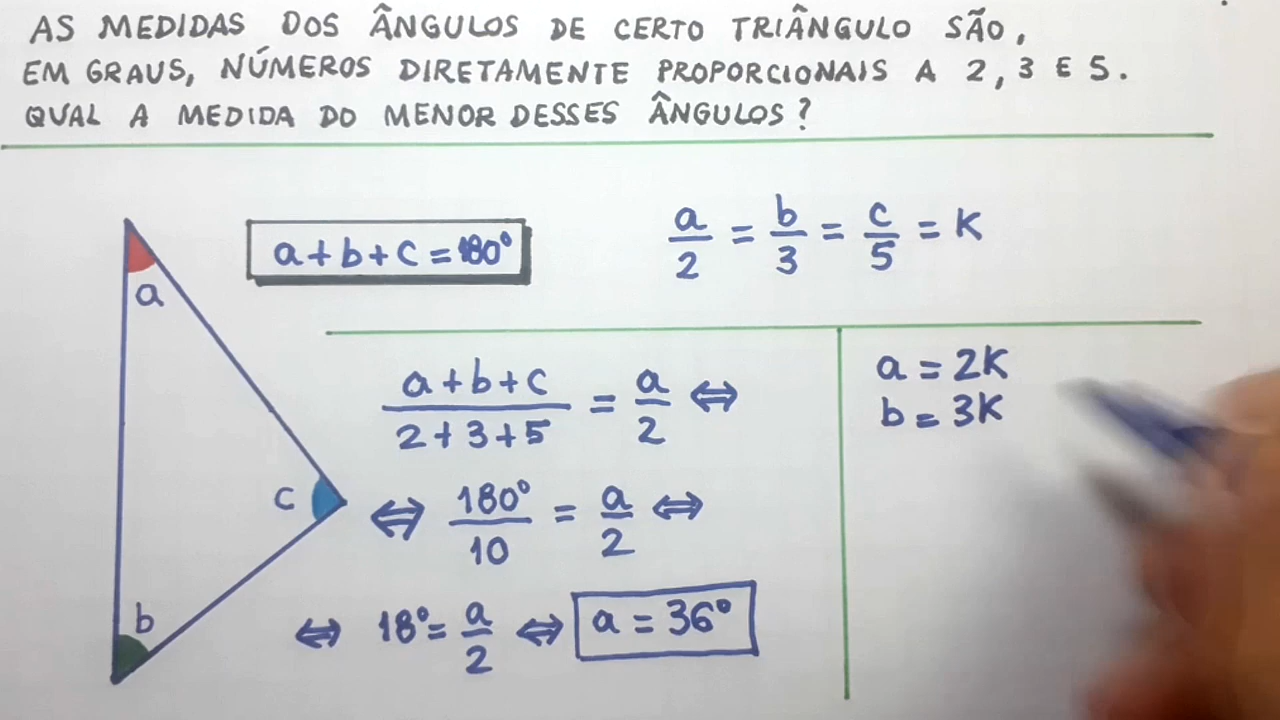 AS MEDIDAS DOS ÂNGULOS DE CERTO TRIÂNGULO SÃO,
EM GRAUS, NÚMEROS DIRETAMENTE PROPORCIONAIS A 2, 3 E 5.
QUAL A MEDIDA DO MENOR DESSES ÂNGULOS?
a+b+c=180°
a/2 = b/3 = c/5 = K
a
c
b
a+b+c/2+3+5 = a/2 ⇔
⇔ 180°/10 = a/2 ⇔
⇔ 18° = a/2 ⇔ a = 36°
a = 2K
b = 3K